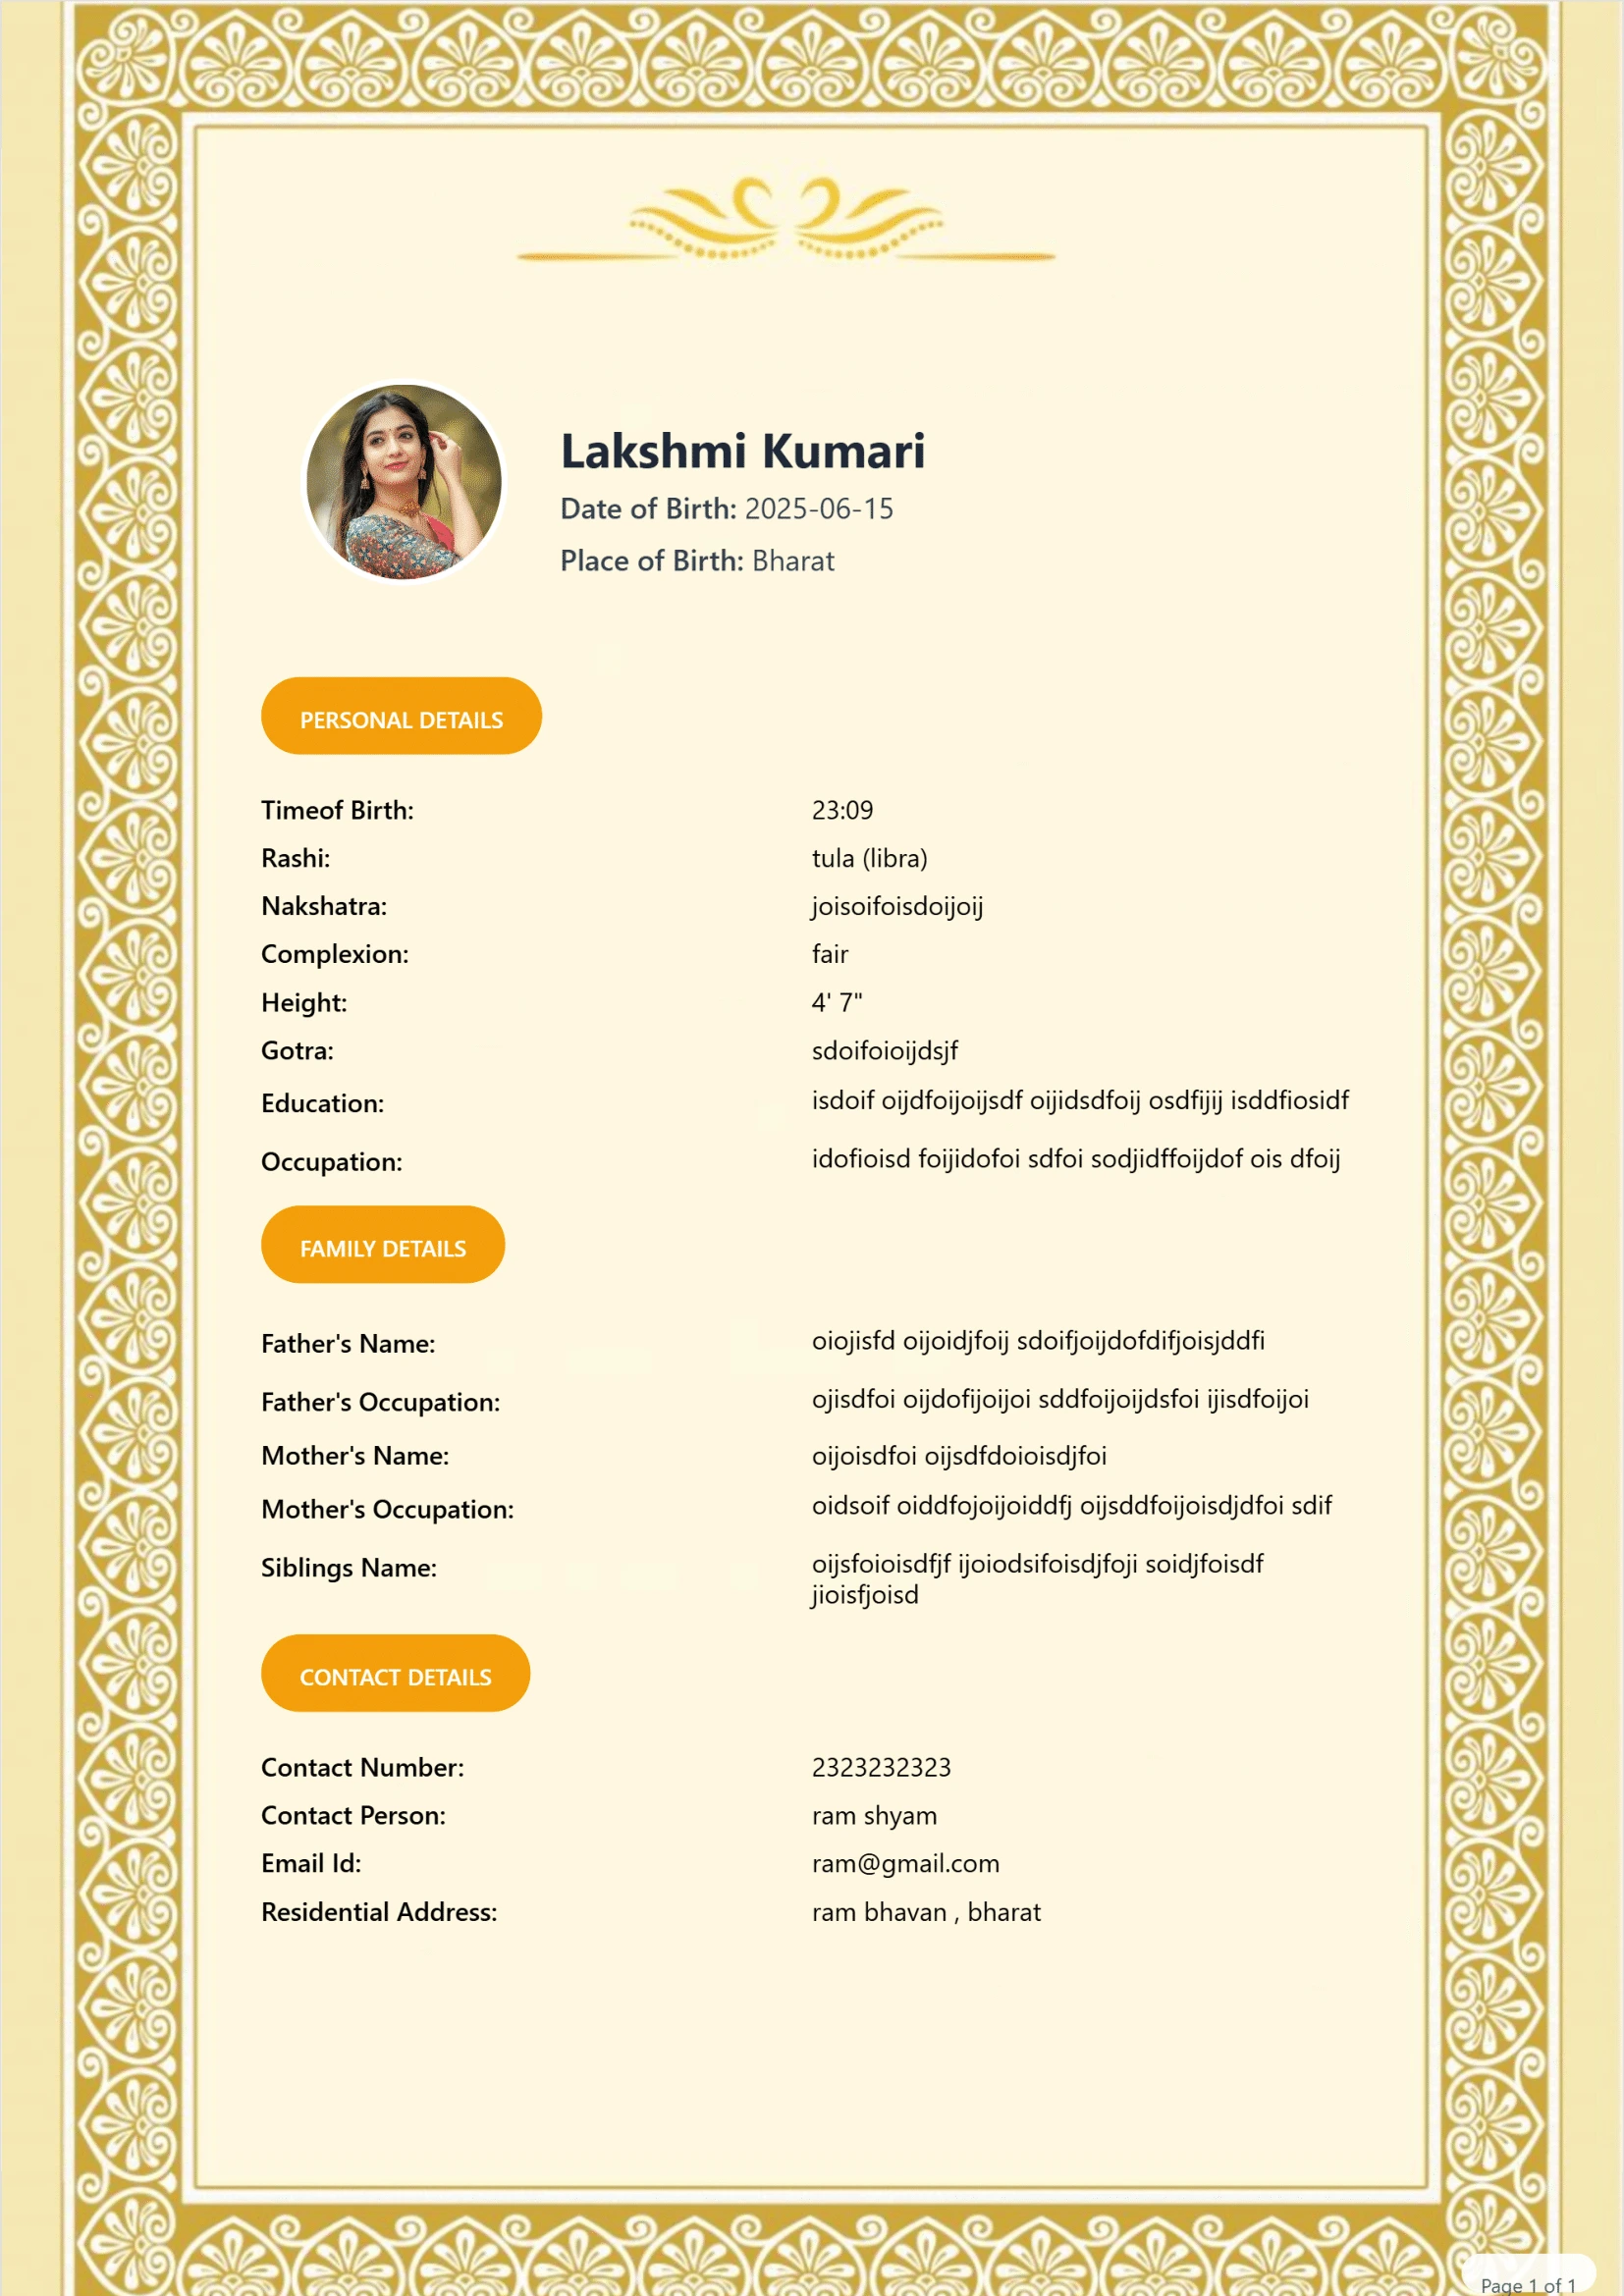 Lakshmi Kumari
Date of Birth: 2025-06-15
Place of Birth: Bharat
PERSONAL DETAILS
Timeof Birth: 23:09
Rashi: tula (libra)
Nakshatra: joisoifoisdoijoij
Complexion: fair
Height: 4' 7"
Gotra: sdoifoioijdsjf
Education: isdoif oijdfoijoijsdf oijidsdfoij osdfijij isddfiosidf
Occupation: idofioisd foijidofoi sdfoi sodjidffoijdof ois dfoij
FAMILY DETAILS
Father's Name: oiojisfd oijoidjfoij sdoifjoijdofdifjoisjddfi
Father's Occupation: ojisdfoi oijdofijoijoi sddfoijoijdsfoi ijisdfoijoi
Mother's Name: oijoisdfoi oijsdfdoioisdjfoi
Mother's Occupation: oidsoif oiddfojoijoiddfj oijsddfoijoisdjdfoi sdif
Siblings Name: oijsfoioisdfjf ijoiodsifoisdjfoji soidjfoisdf
jioisfjoisd
CONTACT DETAILS
Contact Number: 2323232323
Contact Person: ram shyam
Email Id: ram@gmail.com
Residential Address: ram bhavan , bharat
Page 1 of 1